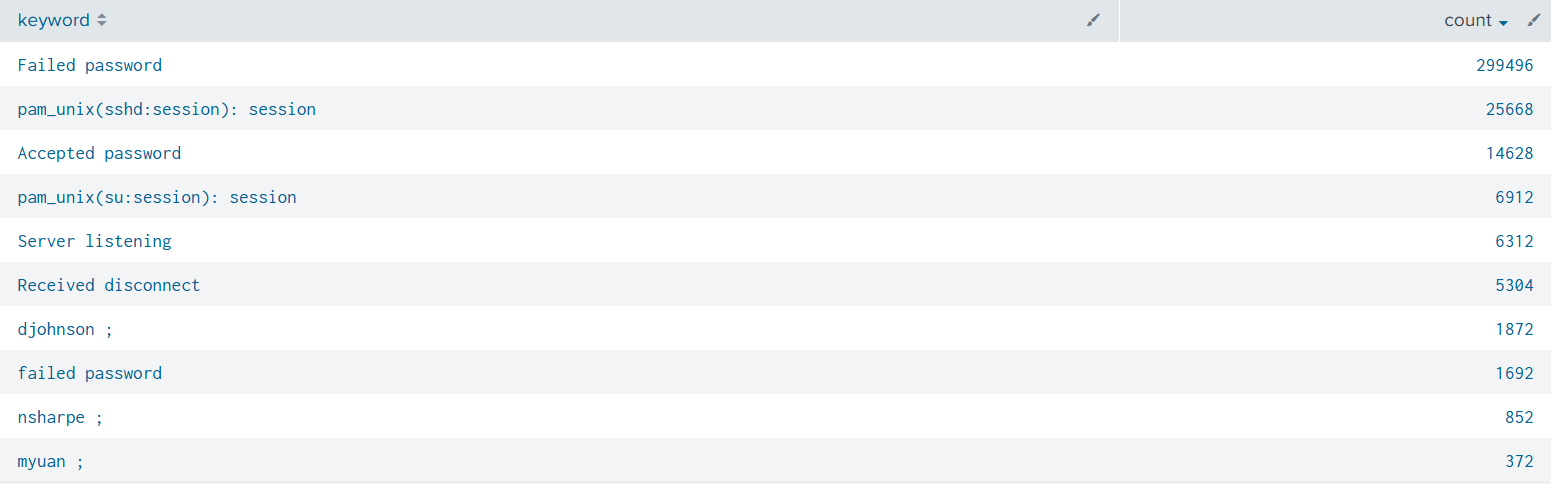 keyword count
Failed password 299496
pam_unix(sshd:session): session 25668
Accepted password 14628
pam_unix(su:session): session 6912
Server listening 6312
Received disconnect 5304
djohnson ; 1872
failed password 1692
nsharpe ; 852
myuan ; 372